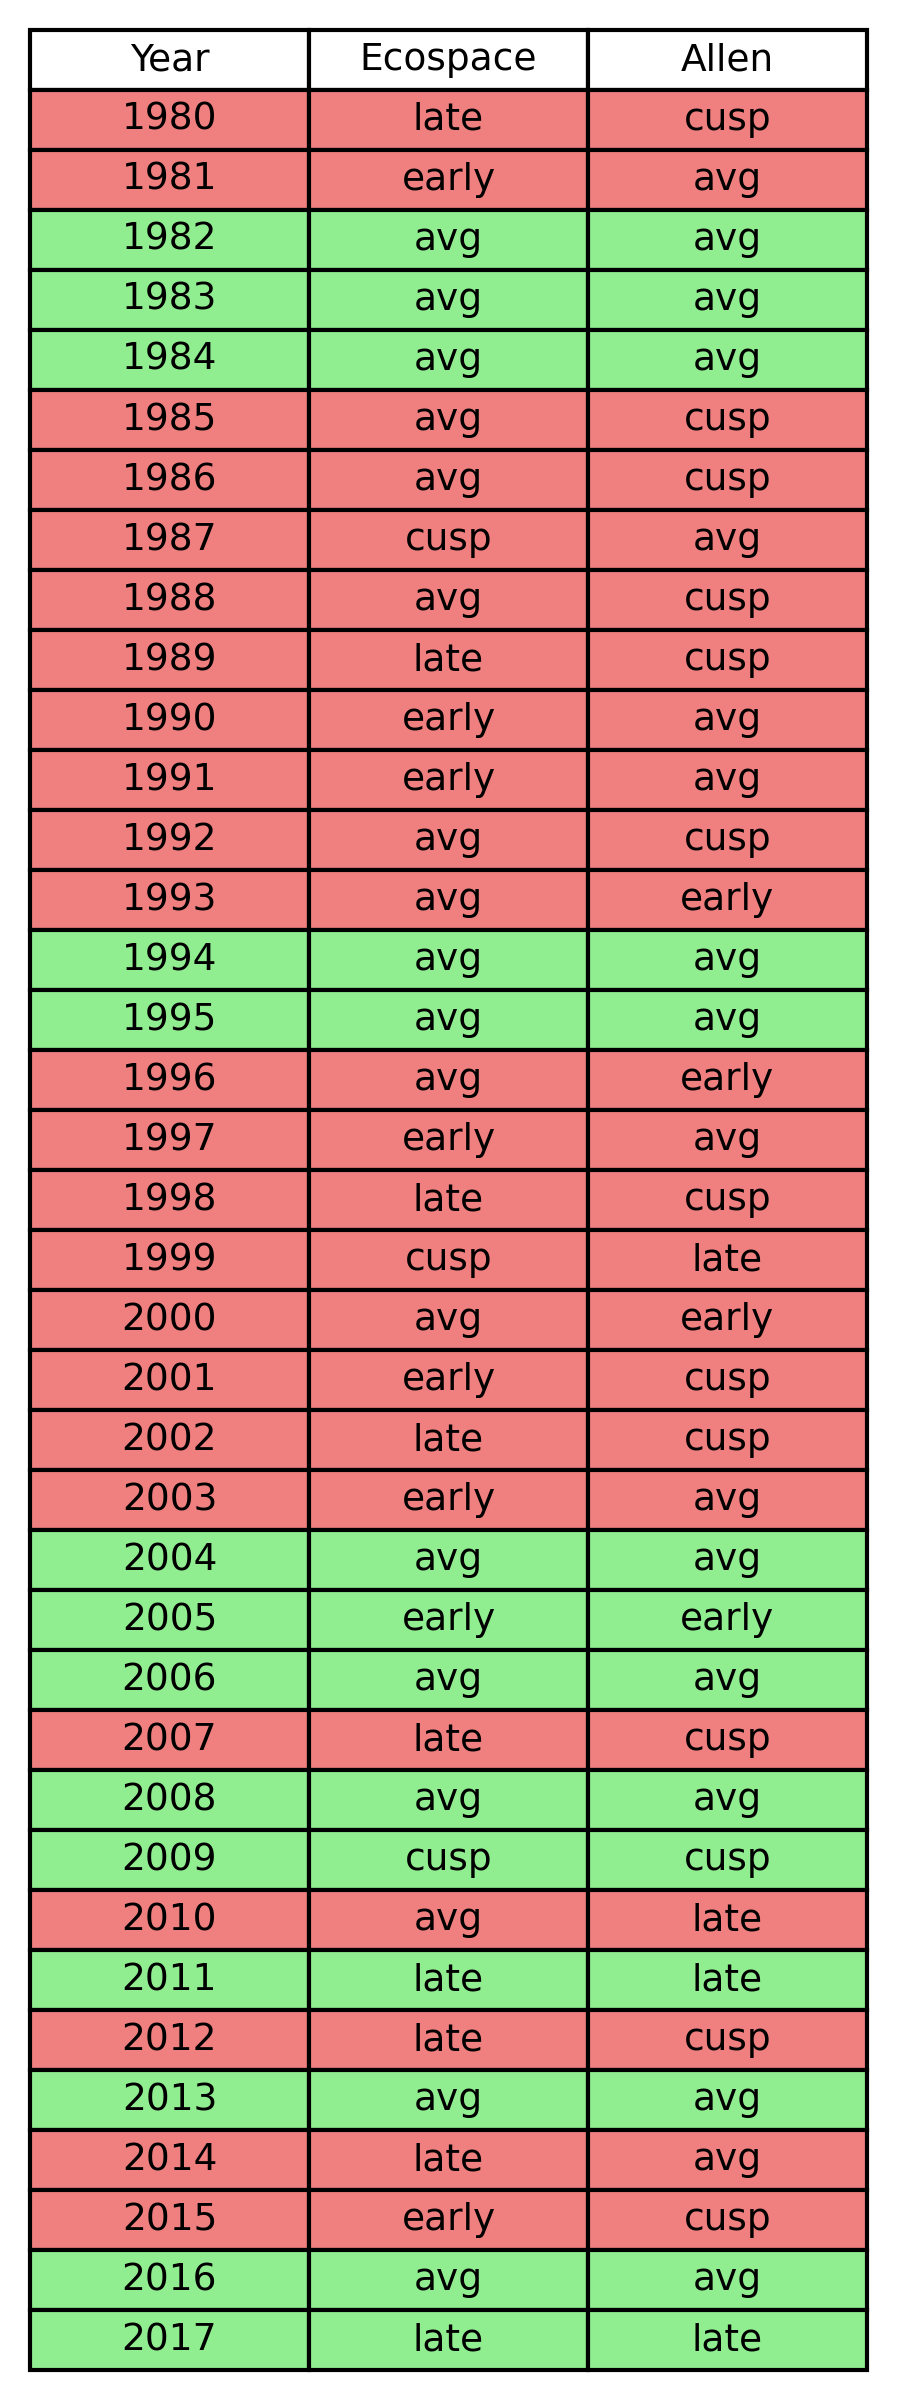 Year Ecospace Allen
1980 late cusp
1981 early avg
1982 avg avg
1983 avg avg
1984 avg avg
1985 avg cusp
1986 avg cusp
1987 cusp avg
1988 avg cusp
1989 late cusp
1990 early avg
1991 early avg
1992 avg cusp
1993 avg early
1994 avg avg
1995 avg avg
1996 avg early
1997 early avg
1998 late cusp
1999 cusp late
2000 avg early
2001 early cusp
2002 late cusp
2003 early avg
2004 avg avg
2005 early early
2006 avg avg
2007 late cusp
2008 avg avg
2009 cusp cusp
2010 avg late
2011 late late
2012 late cusp
2013 avg avg
2014 late avg
2015 early cusp
2016 avg avg
2017 late late